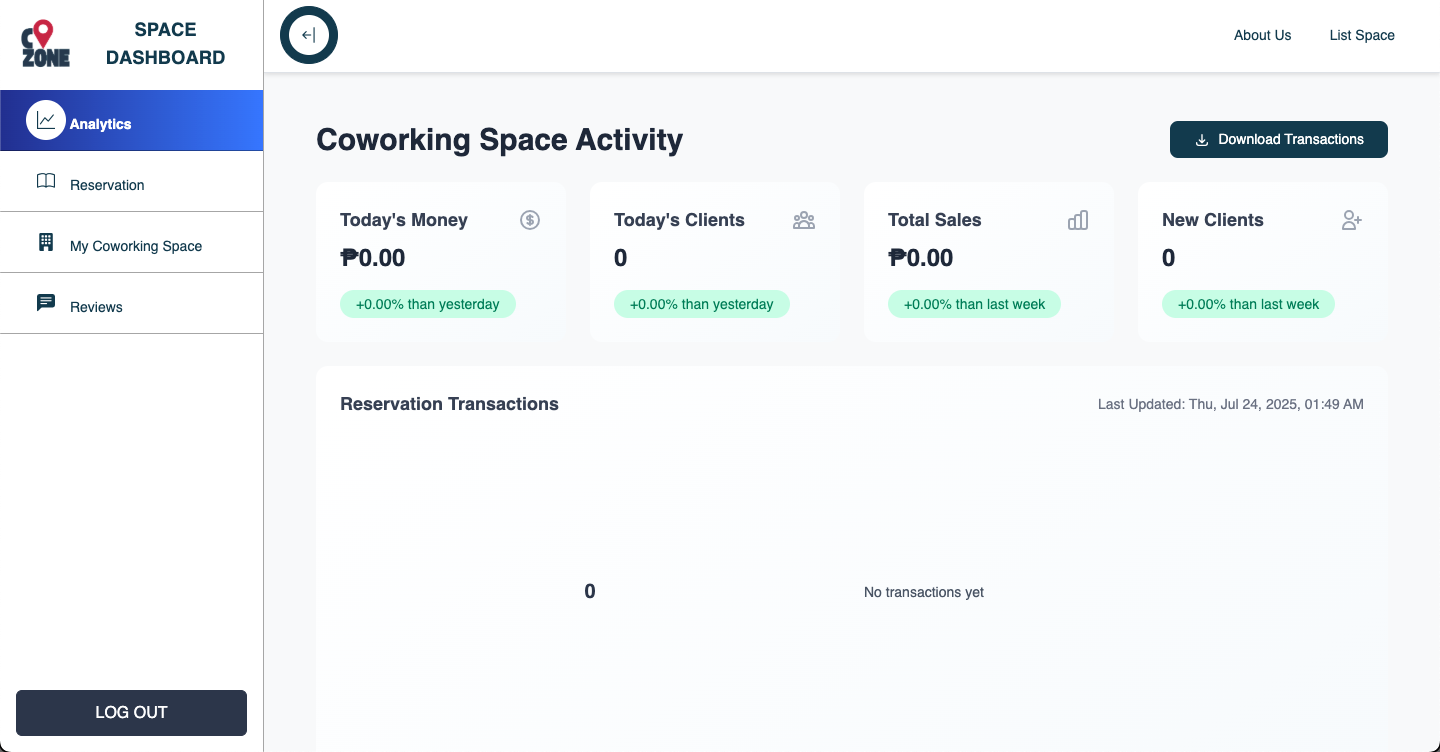 C ZONE
SPACE
DASHBOARD
About Us
List Space
Analytics
Reservation
My Coworking Space
Reviews
LOG OUT
Coworking Space Activity
Download Transactions
Today's Money
₱0.00
+0.00% than yesterday
Today's Clients
0
+0.00% than yesterday
Total Sales
₱0.00
+0.00% than last week
New Clients
0
+0.00% than last week
Reservation Transactions
Last Updated: Thu, Jul 24, 2025, 01:49 AM
0
No transactions yet